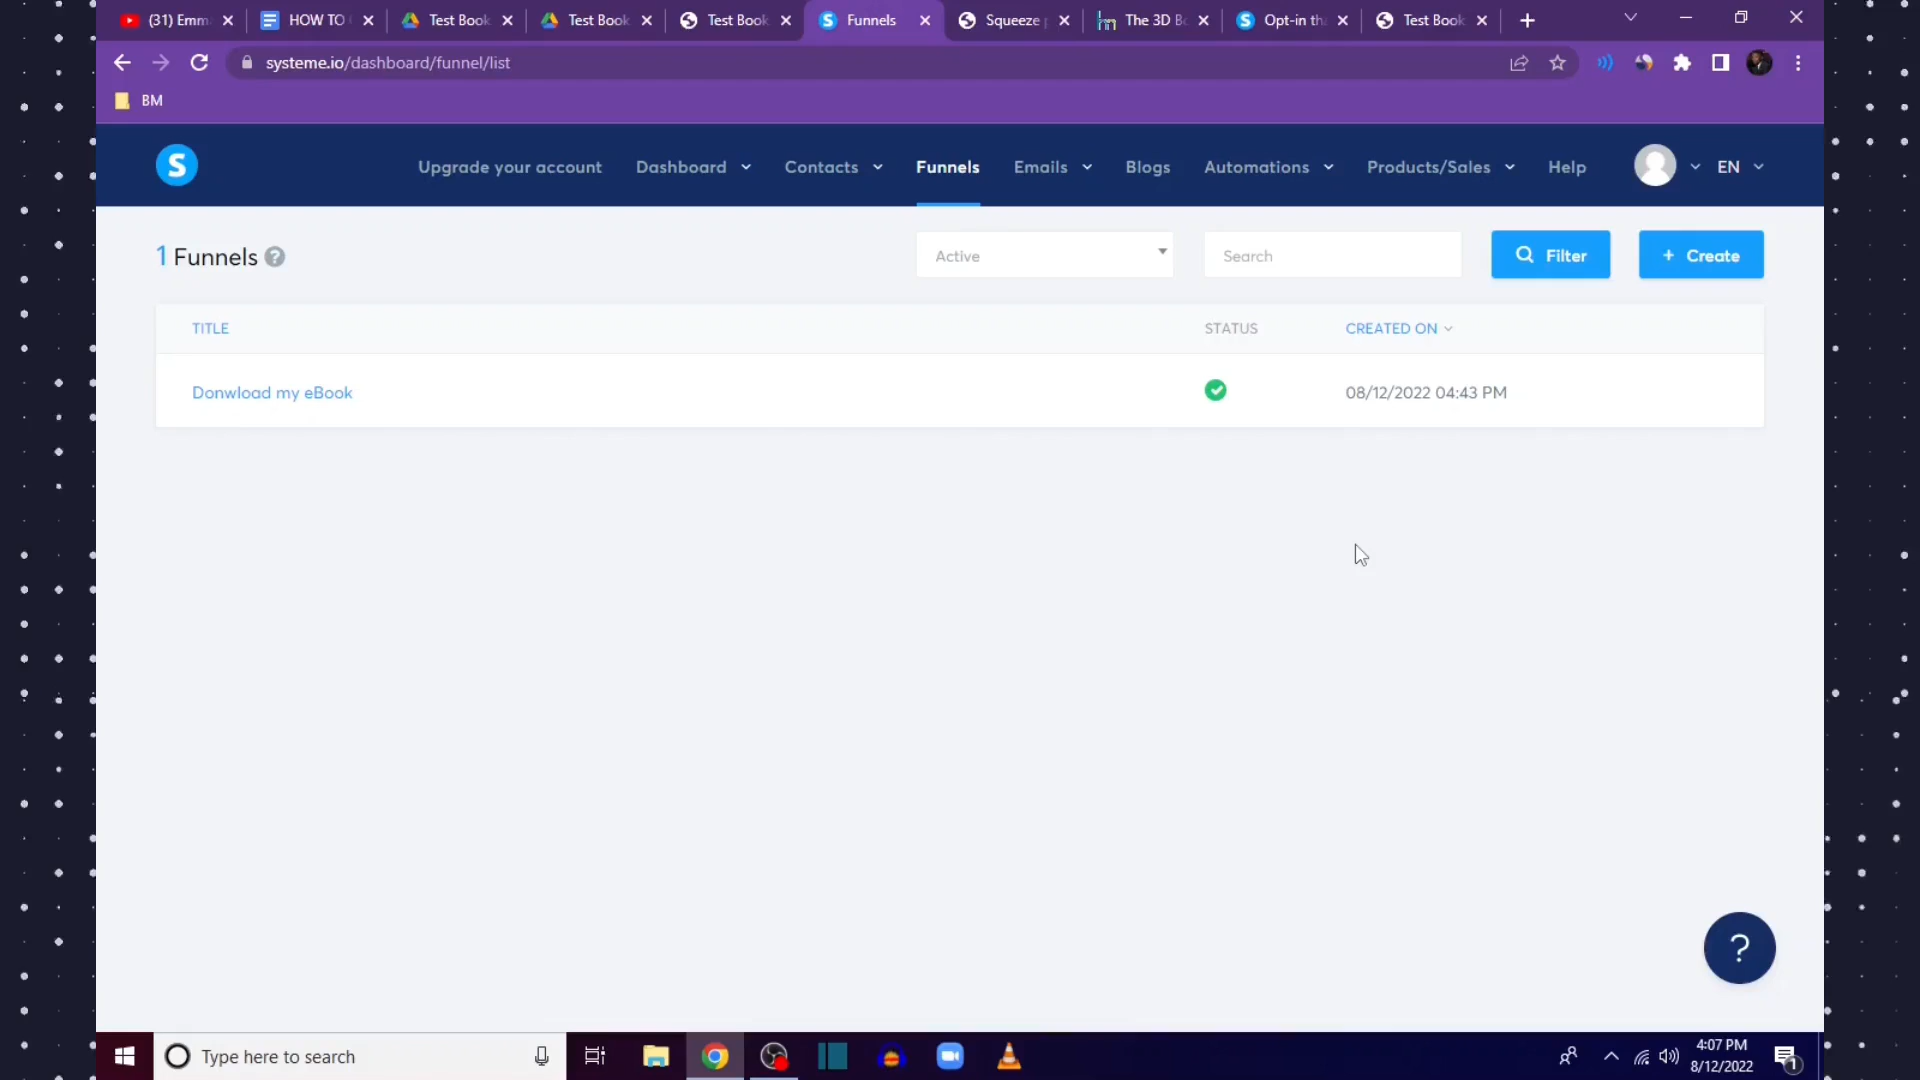 (31) Emm
HOW TO
Test Book
Test Book
Test Book
Funnels
Squeeze p
The 3D Bo
Opt-in th
Test Book
systeme.io/dashboard/funnel/list
BM
S
Upgrade your account
Dashboard
Contacts
Funnels
Emails
Blogs
Automations
Products/Sales
Help
EN
1 Funnels ?
Active
Search
Filter
+ Create
TITLE
STATUS
CREATED ON
Donwload my eBook
08/12/2022 04:43 PM
?
Type here to search
4:07 PM
8/12/2022
1